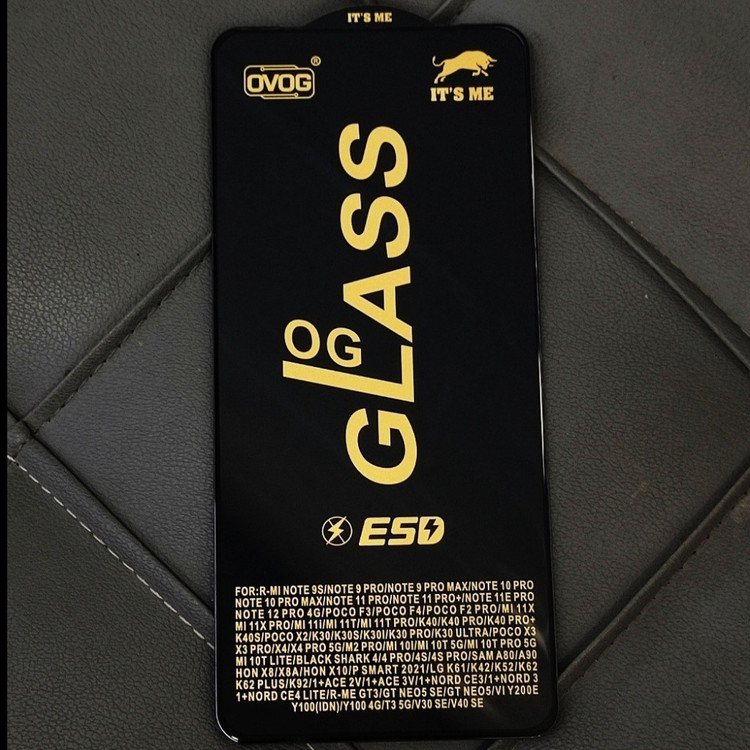 IT'S ME
OVOG®
IT'S ME
OG
GLASS
ESD
FOR:R-MI NOTE 9S/NOTE 9 PRO/NOTE 9 PRO MAX/NOTE 10 PRO
NOTE 10 PRO MAX/NOTE 11 PRO/NOTE 11 PRO+/NOTE 11E PRO
NOTE 12 PRO 4G/POCO F3/POCO F4/POCO F2 PRO/MI 11X
MI 11X PRO/MI 11I/MI 11T/MI 11T PRO/K40/K40 PRO/K40 PRO+
K40S/POCO X2/K30/K30S/K30I/K30 PRO/K30 ULTRA/POCO X3
X3 PRO/X4/X4 PRO 5G/M2 PRO/MI 10I/MI 10T 5G/MI 10T PRO 5G
MI 10T LITE/BLACK SHARK 4/4 PRO/4S/4S PRO/SAM A80/A90
HON X8/X8A/HON X10/P SMART 2021/LG K61/K42/K52/K62
K62 PLUS/K92/1+ACE 2V/1+ACE 3V/1+NORD CE3/1+NORD 3
1+NORD CE4 LITE/R-ME GT3/GT NEO5 SE/GT NEO5/VI Y200E
Y100(IDN)/Y100 4G/T3 5G/V30 SE/V40 SE